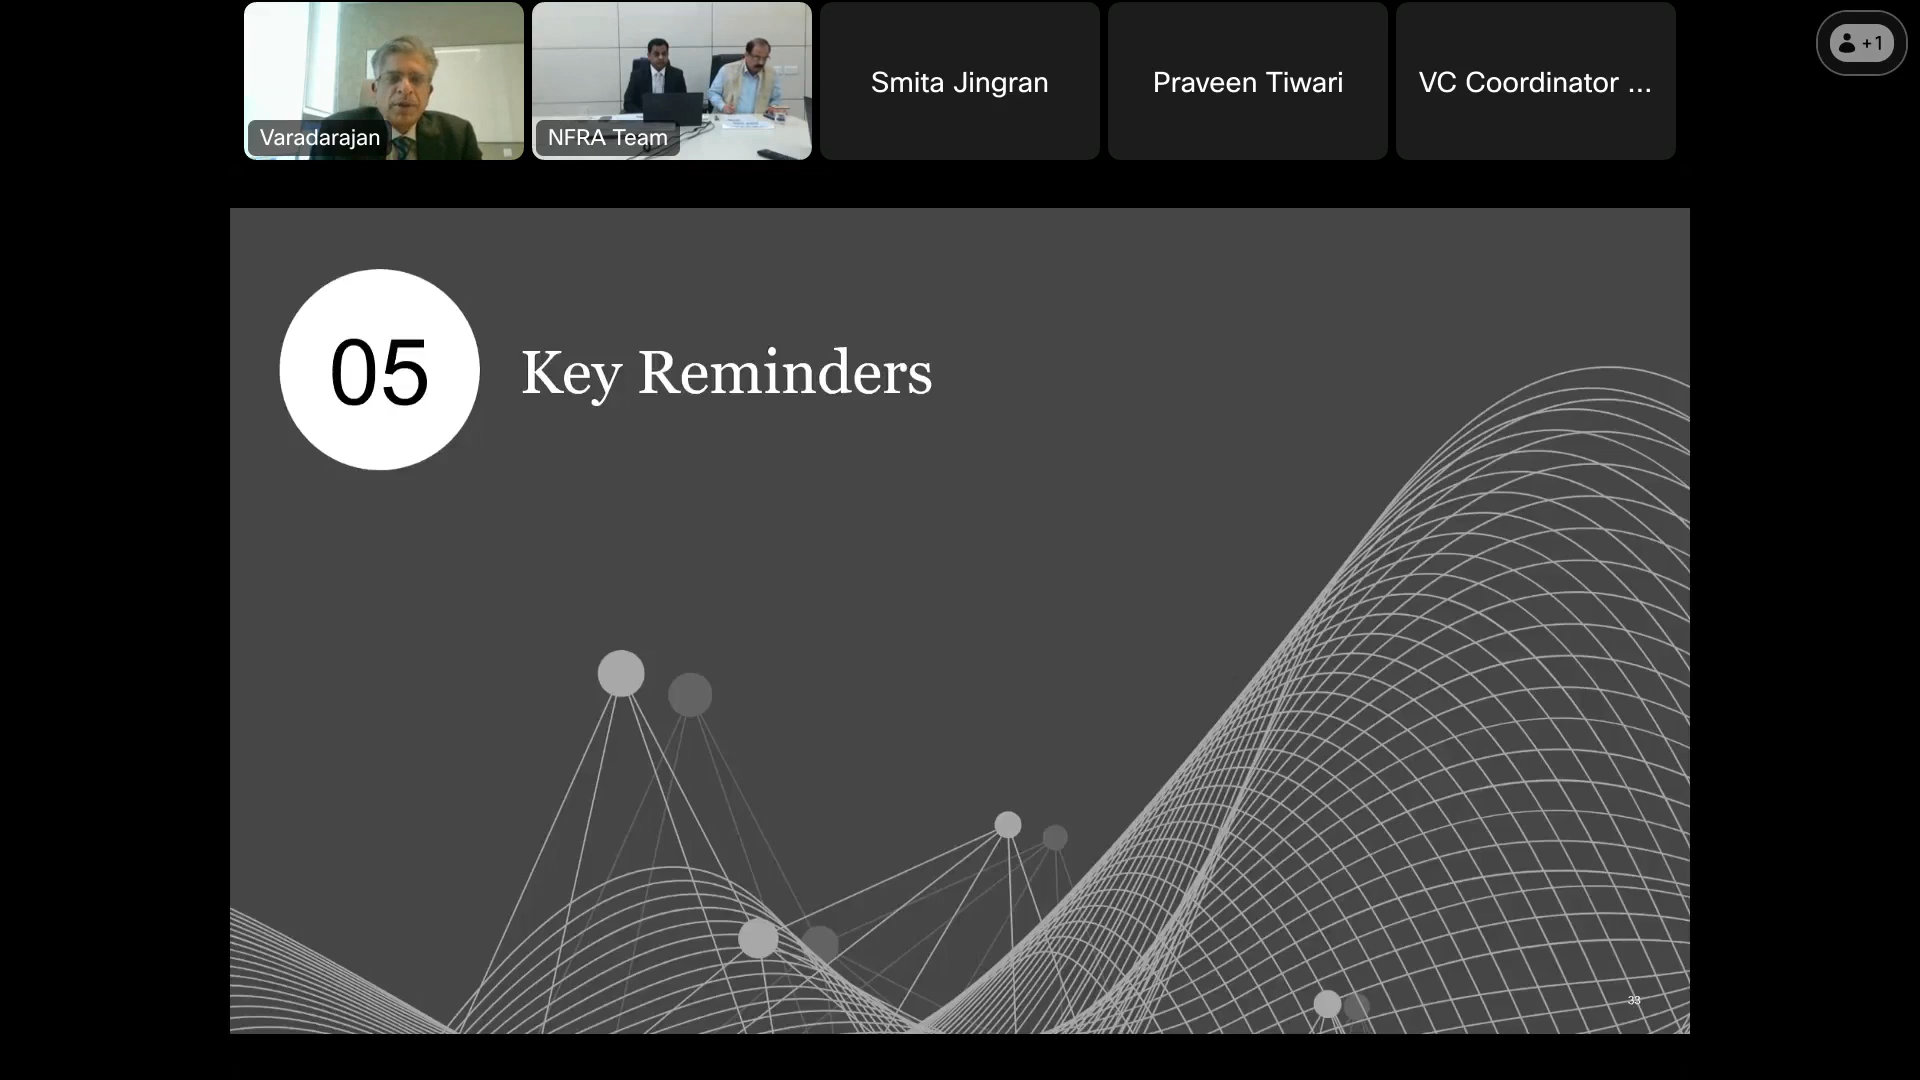 Varadarajan
NFRA Team
Smita Jingran
Praveen Tiwari
VC Coordinator ...
+1
05
Key Reminders
33